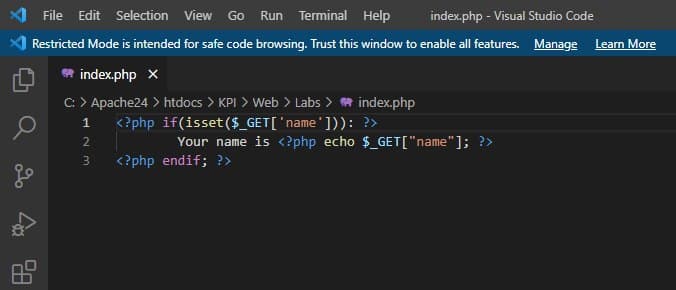 File Edit Selection View Go Run Terminal Help index.php - Visual Studio Code
Restricted Mode is intended for safe code browsing. Trust this window to enable all features. Manage Learn More
index.php
C: > Apache24 > htdocs > KPI > Web > Labs > index.php
1 <?php if(isset($_GET['name'])): ?>
2 Your name is <?php echo $_GET["name"]; ?>
3 <?php endif; ?>